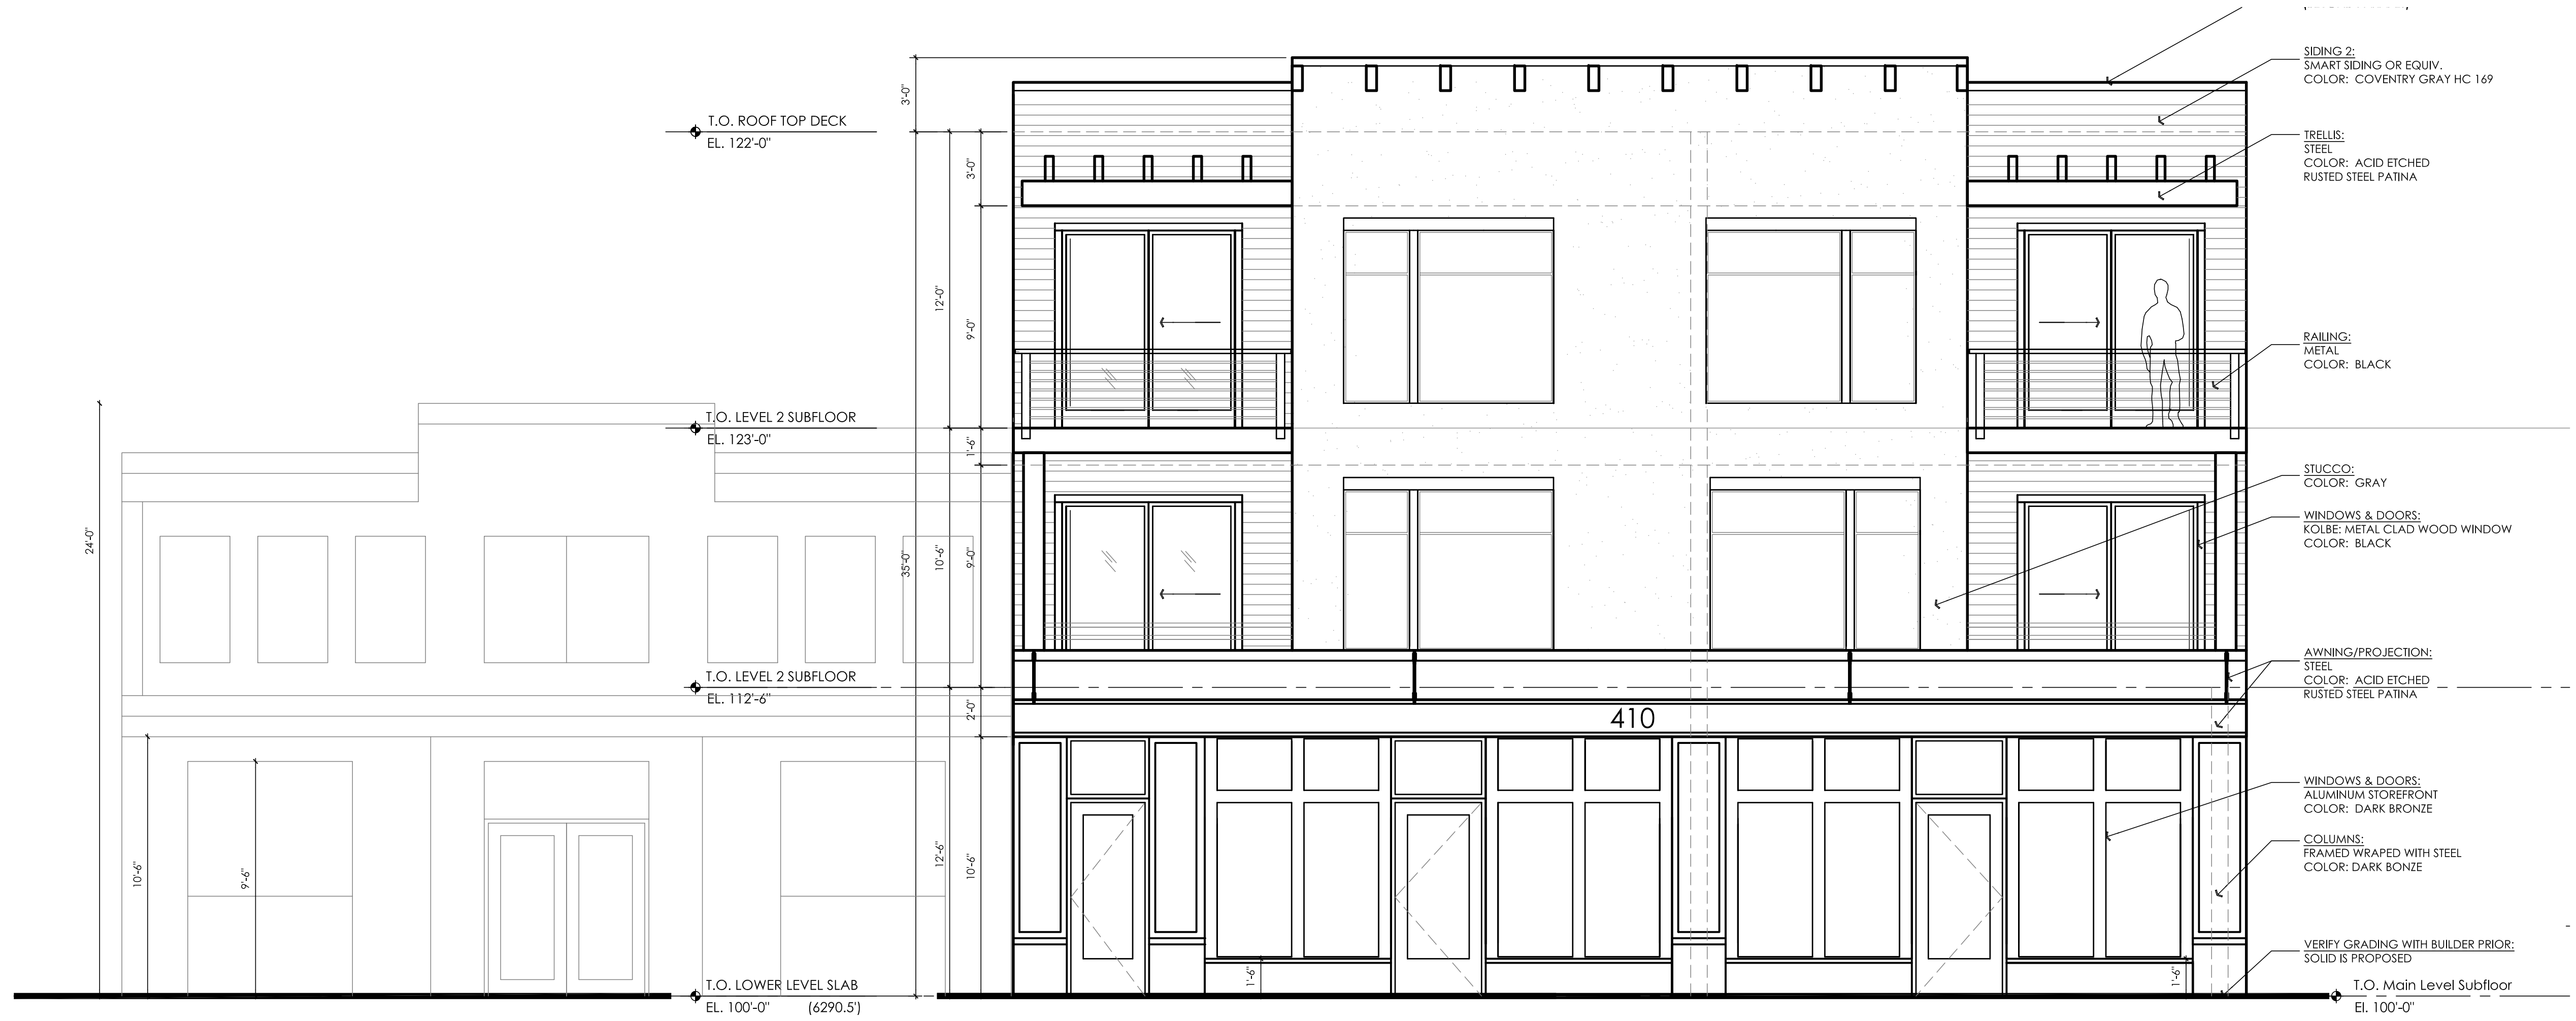 SIDING 2:
SMART SIDING OR EQUIV.
COLOR:  COVENTRY GRAY HC 169
TRELLIS:
STEEL
COLOR:  ACID ETCHED
RUSTED STEEL PATINA
RAILING:
METAL
COLOR:  BLACK
STUCCO:
COLOR:  GRAY
WINDOWS & DOORS:
KOLBE: METAL CLAD WOOD WINDOW
COLOR:  BLACK
AWNING/PROJECTION:
STEEL
COLOR:  ACID ETCHED
RUSTED STEEL PATINA
WINDOWS & DOORS:
ALUMINUM STOREFRONT
COLOR:  DARK BRONZE
COLUMNS:
FRAMED WRAPED WITH STEEL
COLOR: DARK BONZE
VERIFY GRADING WITH BUILDER PRIOR:
SOLID IS PROPOSED
T.O. Main Level Subfloor
El. 100'-0"
T.O. ROOF TOP DECK
EL. 122'-0"
T.O. LEVEL 2 SUBFLOOR
EL. 123'-0"
T.O. LEVEL 2 SUBFLOOR
EL. 112'-6"
T.O. LOWER LEVEL SLAB
EL. 100'-0"     (6290.5')
410
24'-0"
10'-6"
9'-6"
3'-0"
35'-0"
12'-0"
10'-6"
12'-6"
3'-0"
9'-0"
1'-6"
9'-0"
2'-0"
10'-6"
1'-6"
1'-6"